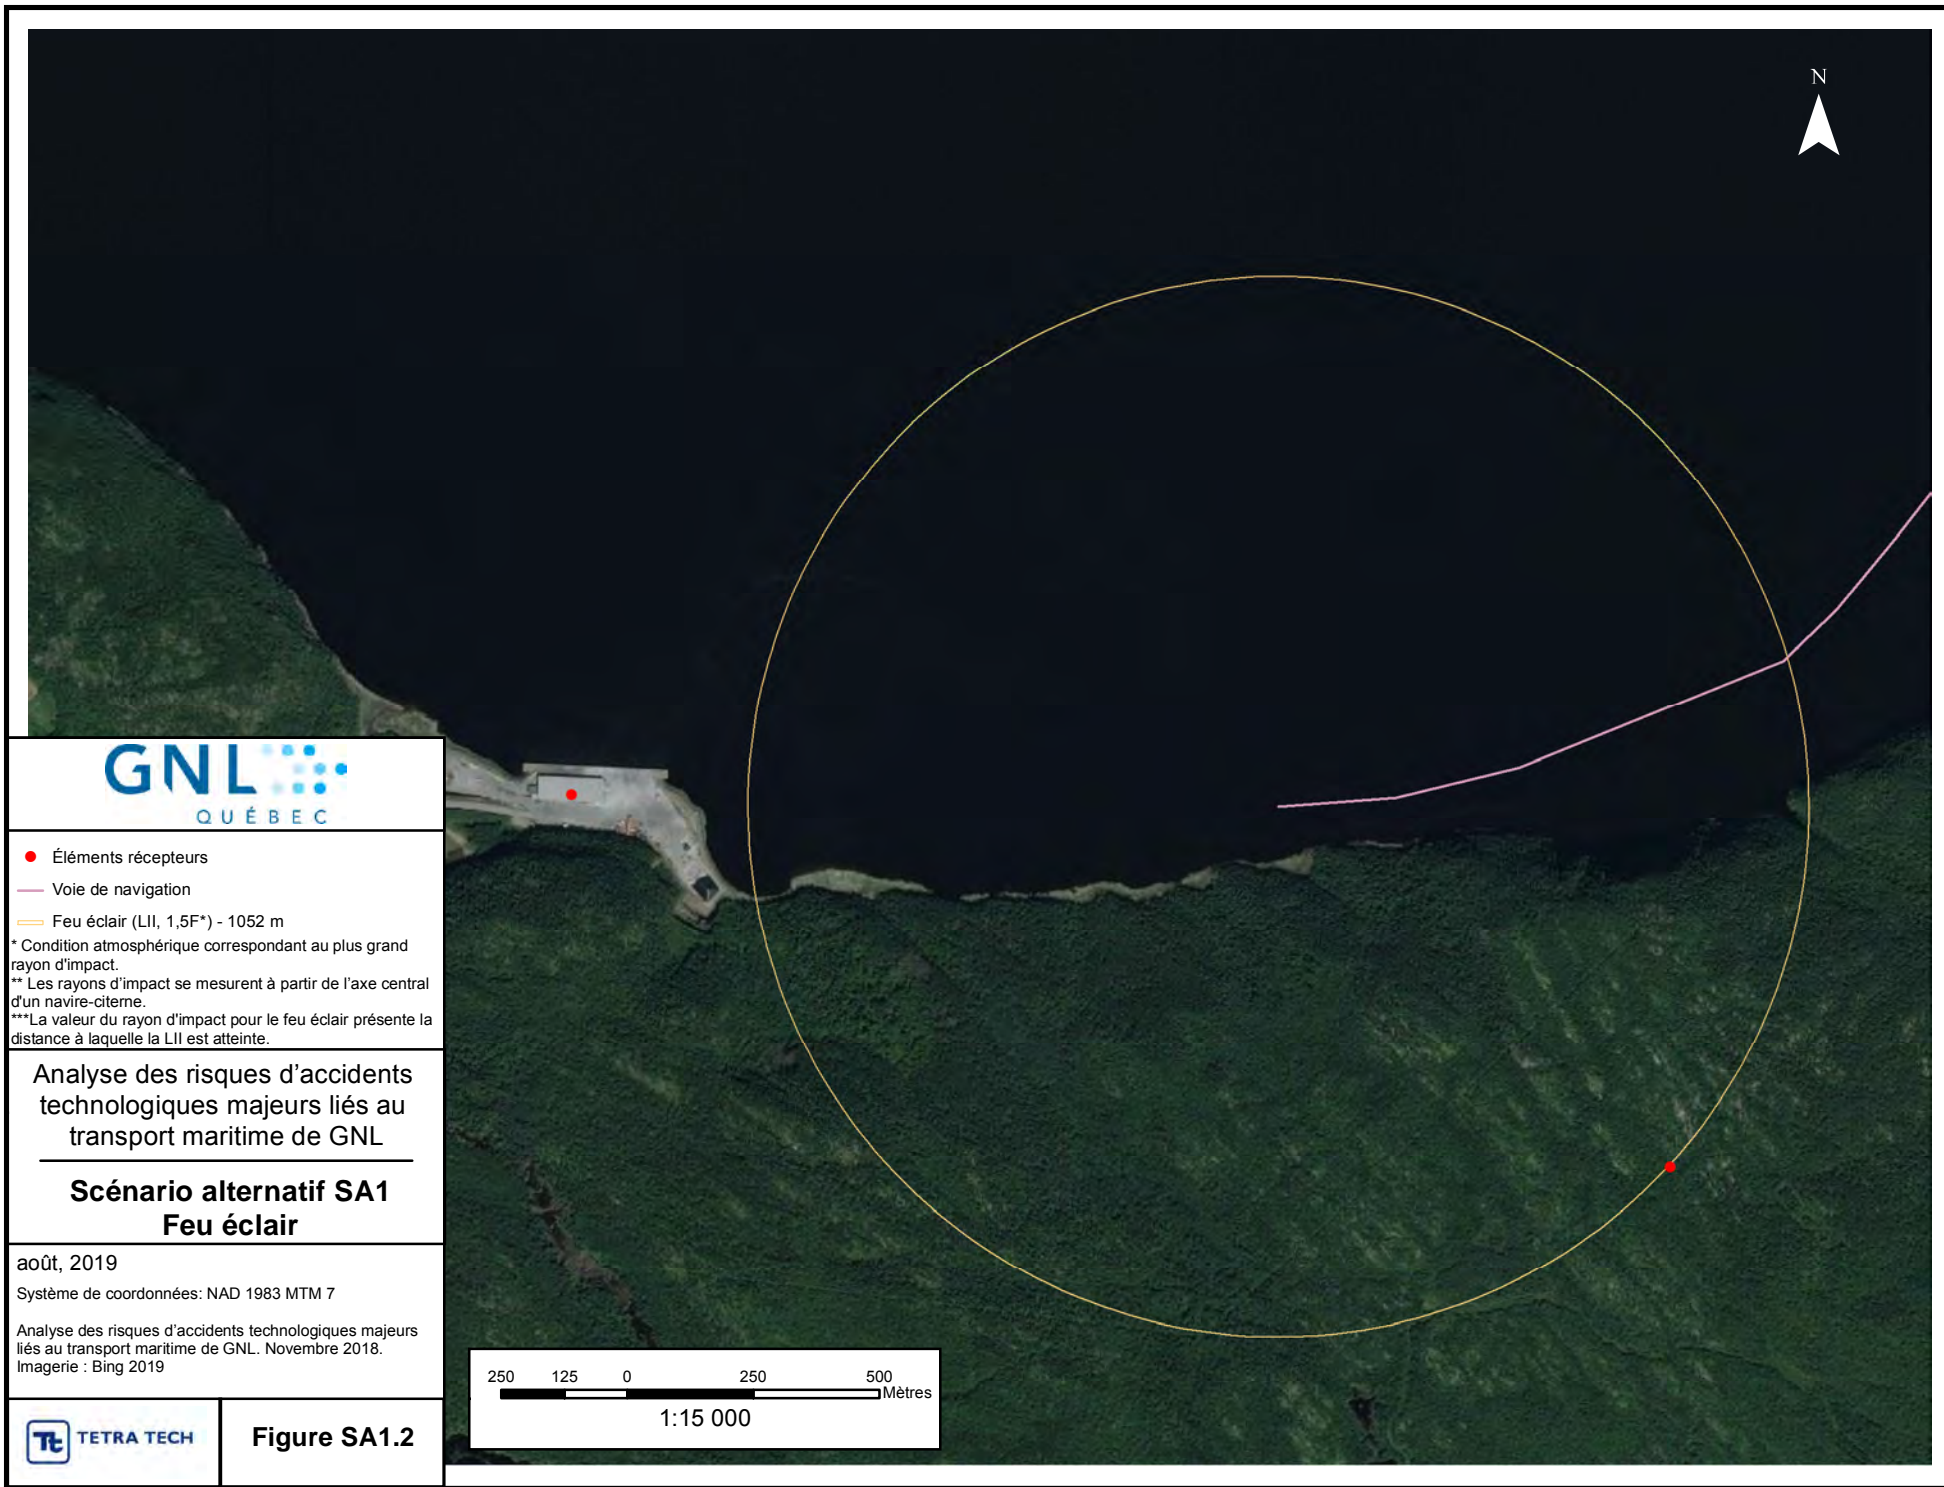 N
GNL
QUÉBEC
Éléments récepteurs
Voie de navigation
Feu éclair (LII, 1,5F*) - 1052 m
* Condition atmosphérique correspondant au plus grand
rayon d'impact.
** Les rayons d'impact se mesurent à partir de l'axe central
d'un navire-citerne.
***La valeur du rayon d'impact pour le feu éclair présente la
distance à laquelle la LII est atteinte.
Analyse des risques d'accidents
technologiques majeurs liés au
transport maritime de GNL
Scénario alternatif SA1
Feu éclair
août, 2019
Système de coordonnées: NAD 1983 MTM 7
Analyse des risques d'accidents technologiques majeurs
liés au transport maritime de GNL. Novembre 2018.
Imagerie : Bing 2019
Tt TETRA TECH
Figure SA1.2
250 125 0 250 500
Mètres
1:15 000